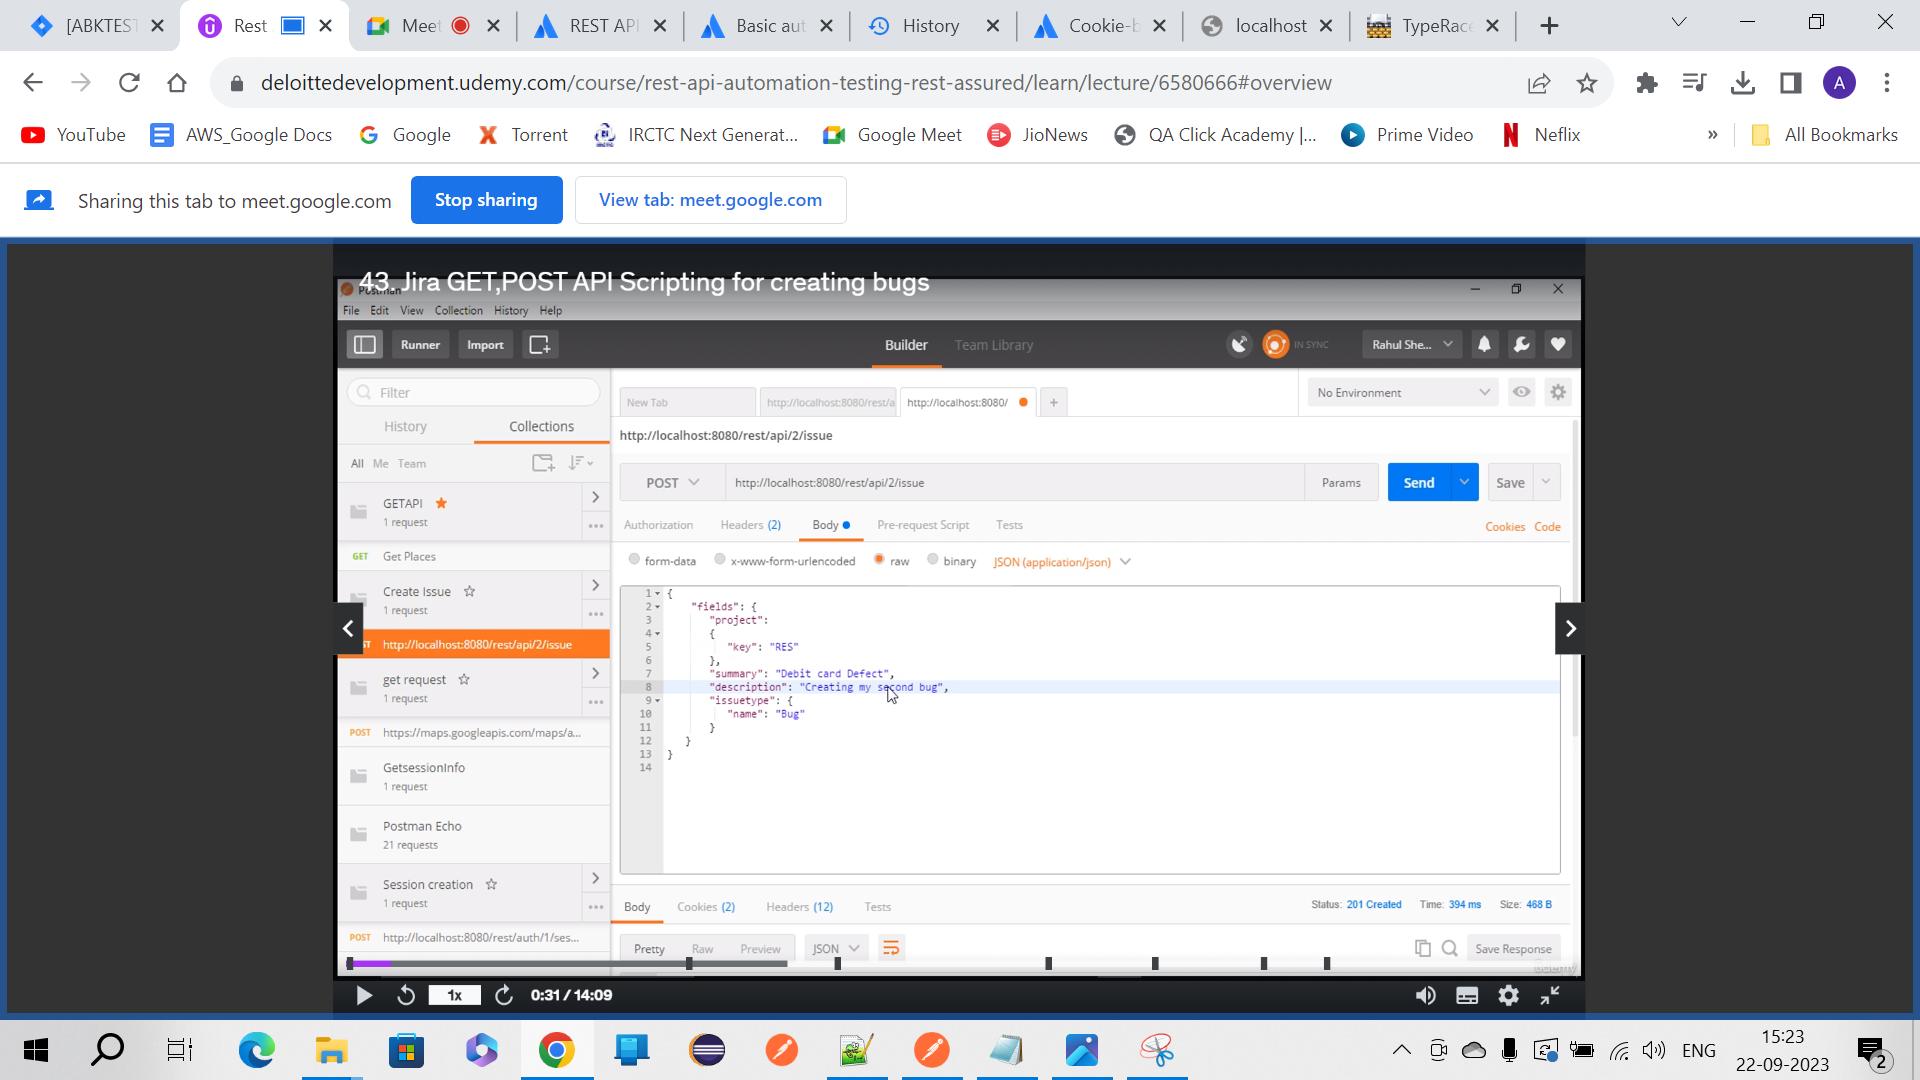 [ABKTEST
Rest
Meet
REST API
Basic aut
History
Cookie-b
localhost
TypeRace
deloittedevelopment.udemy.com/course/rest-api-automation-testing-rest-assured/learn/lecture/6580666#overview
A
YouTube
AWS_Google Docs
Google
Torrent
IRCTC Next Generat...
Google Meet
JioNews
QA Click Academy |...
Prime Video
Neflix
»
All Bookmarks
Sharing this tab to meet.google.com
Stop sharing
View tab: meet.google.com
43. Jira GET,POST API Scripting for creating bugs
Postman
File Edit View Collection History Help
Runner
Import
Builder
Team Library
IN SYNC
Rahul She...
Filter
New Tab
http://localhost:8080/rest/a
http://localhost:8080/
+
No Environment
History
Collections
http://localhost:8080/rest/api/2/issue
All Me Team
POST
http://localhost:8080/rest/api/2/issue
Params
Send
Save
GETAPI
1 request
Authorization
Headers (2)
Body
Pre-request Script
Tests
Cookies Code
GET Get Places
form-data
x-www-form-urlencoded
raw
binary
JSON (application/json)
Create Issue
1 request
ST http://localhost:8080/rest/api/2/issue
get request
1 request
POST https://maps.googleapis.com/maps/a...
GetsessionInfo
1 request
Postman Echo
21 requests
Session creation
1 request
POST http://localhost:8080/rest/auth/1/ses...
1 {
2 "fields": {
3 "project":
4 {
5 "key": "RES"
6 },
7 "summary": "Debit card Defect",
8 "description": "Creating my second bug",
9 "issuetype": {
10 "name": "Bug"
11 }
12 }
13 }
14
Body
Cookies (2)
Headers (12)
Tests
Status: 201 Created
Time: 394 ms
Size: 468 B
Pretty
Raw
Preview
JSON
Save Response
udemy
1x
0:31 / 14:09
ENG
15:23
22-09-2023
2